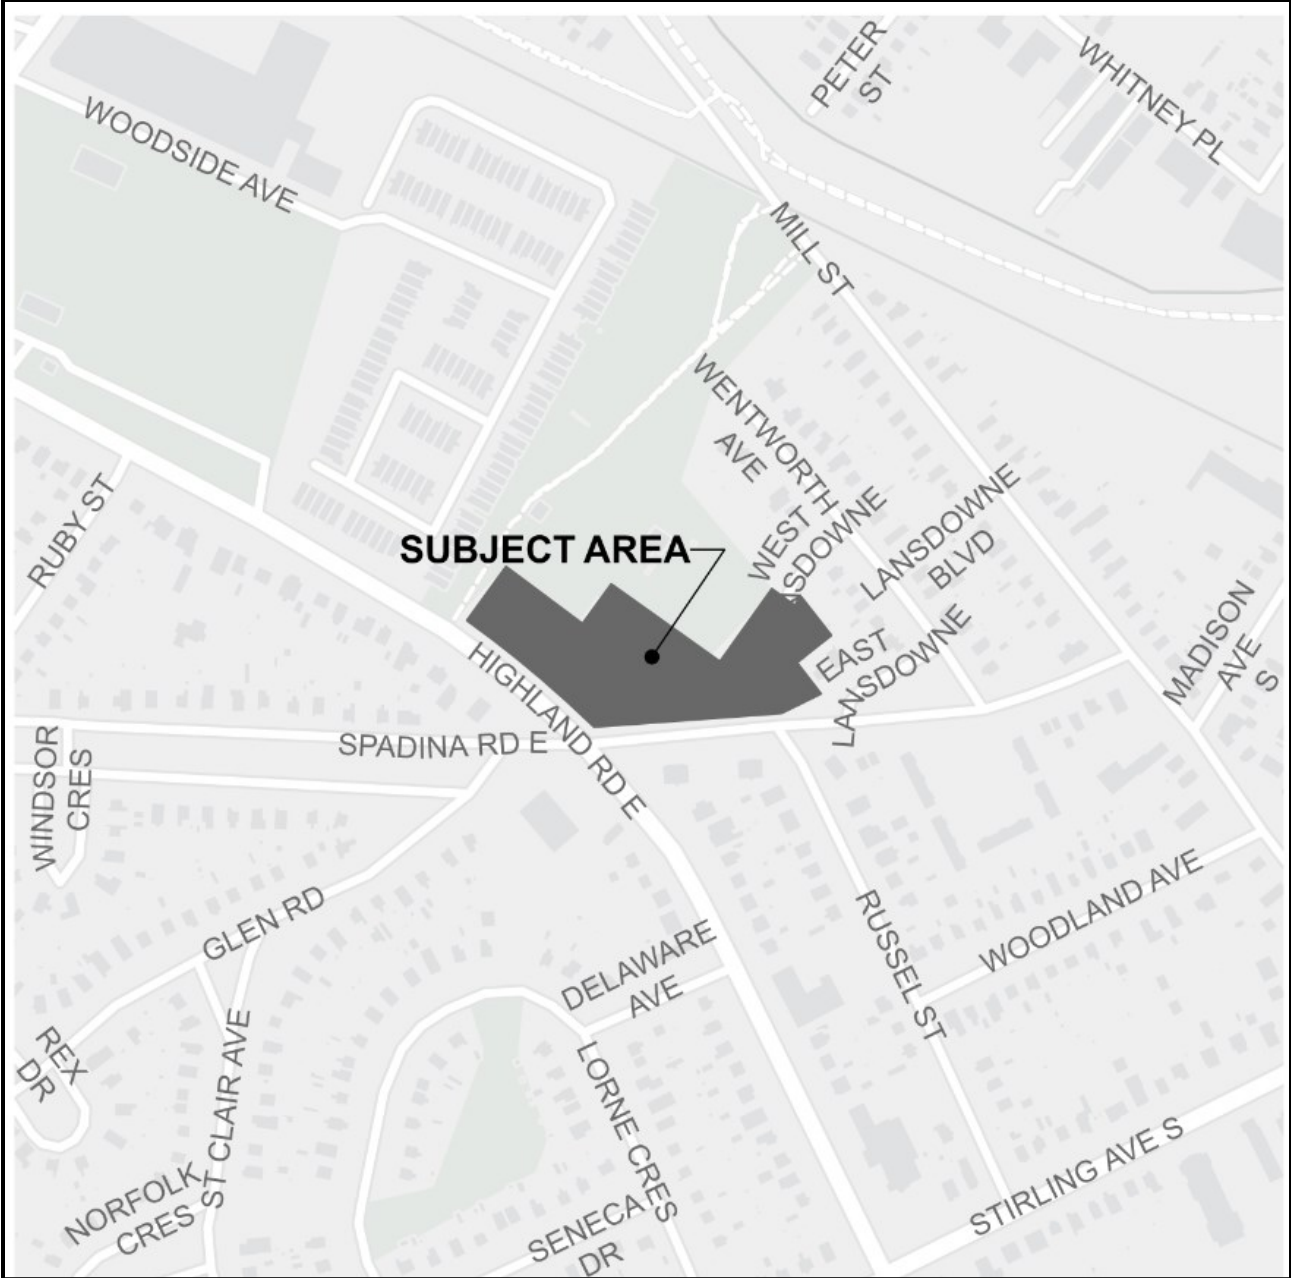 PETER
ST
WHITNEY PL
WOODSIDE AVE
MILL ST
WENTWORTH
AVE
RUBY ST
SUBJECT AREA
WEST
SDOWNE
LANSDOWNE
BLVD
EAST
LANSDOWNE
MADISON
AVE
S
HIGHLAND RD E
SPADINA RD E
WINDSOR
CRES
GLEN RD
RUSSEL ST
WOODLAND AVE
DELAWARE
AVE
REX
DR
ST CLAIR AVE
LORNE CRES
NORFOLK
CRES
SENECA
DR
STIRLING AVE S